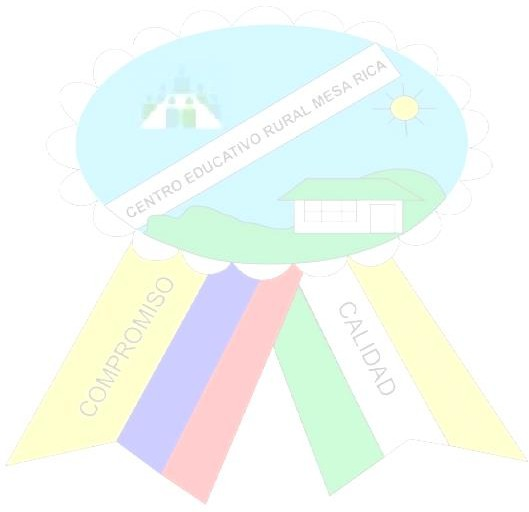 CENTRO EDUCATIVO RURAL MESA RICA
COMPROMISO
CALIDAD